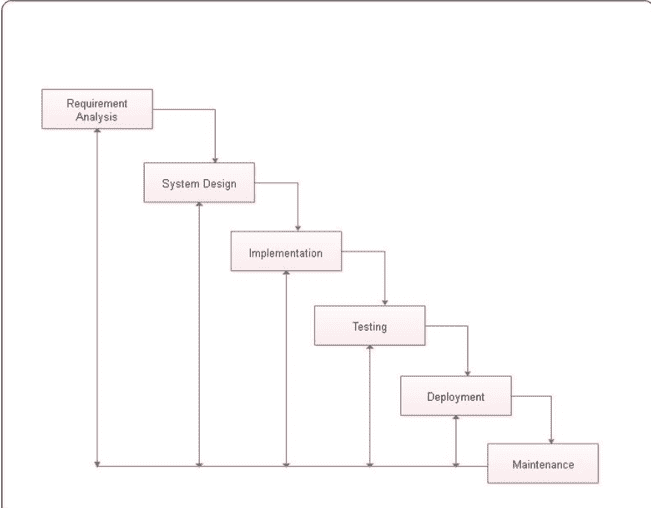 Requirement
Analysis
System Design
Implementation
Testing
Deployment
Maintenance